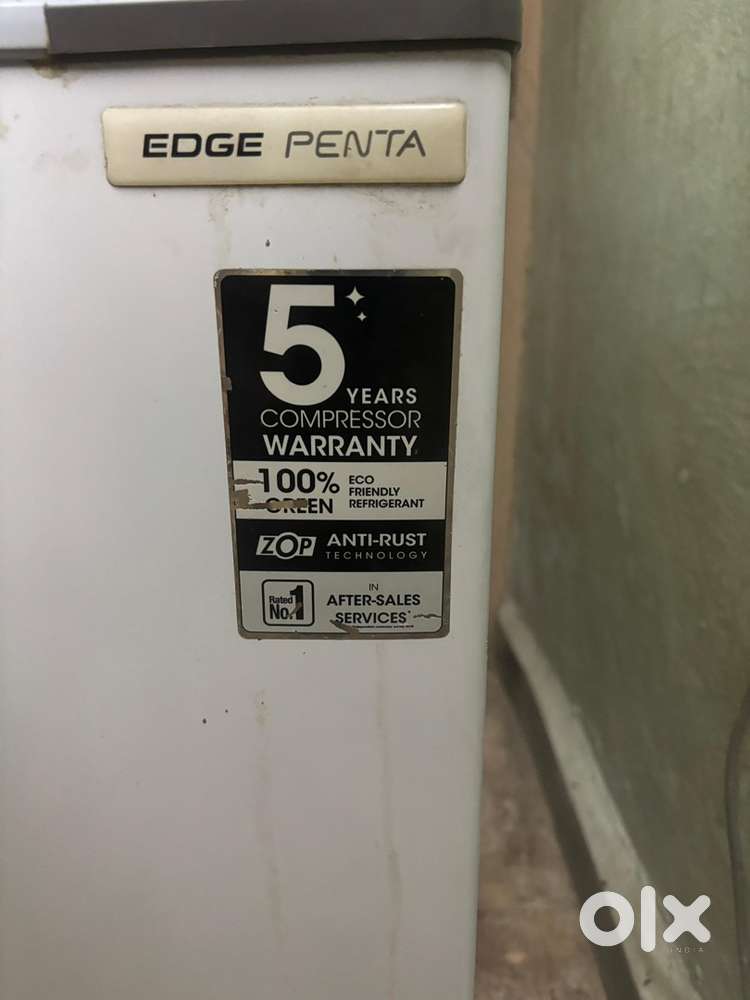 EDGE PENTA
5
YEARS
COMPRESSOR
WARRANTY
100% ECO
FRIENDLY
GREEN REFRIGERANT
ZOP ANTI-RUST
TECHNOLOGY
Rated
No.1
IN
AFTER-SALES
SERVICES*
olx
INDIA